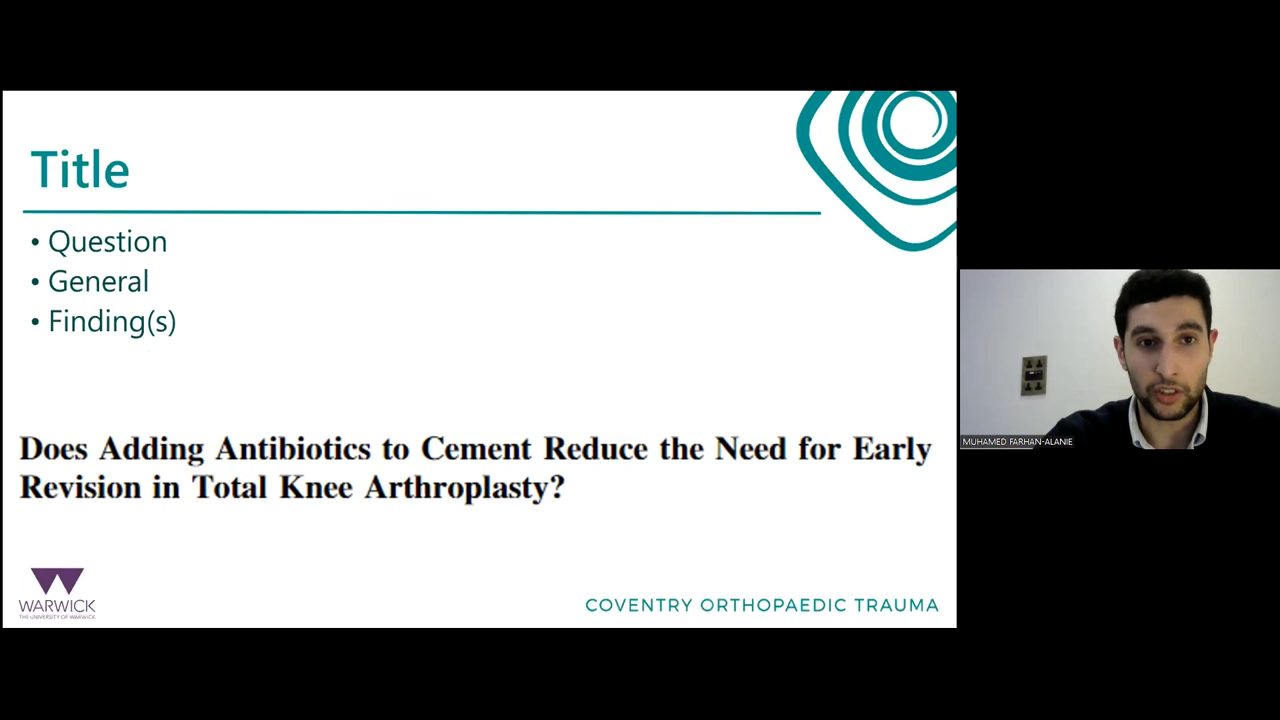 Title
• Question
• General
• Finding(s)
Does Adding Antibiotics to Cement Reduce the Need for Early
Revision in Total Knee Arthroplasty?
WARWICK
THE UNIVERSITY OF WARWICK
COVENTRY ORTHOPAEDIC TRAUMA
MUHAMED FARHAN-ALANIE